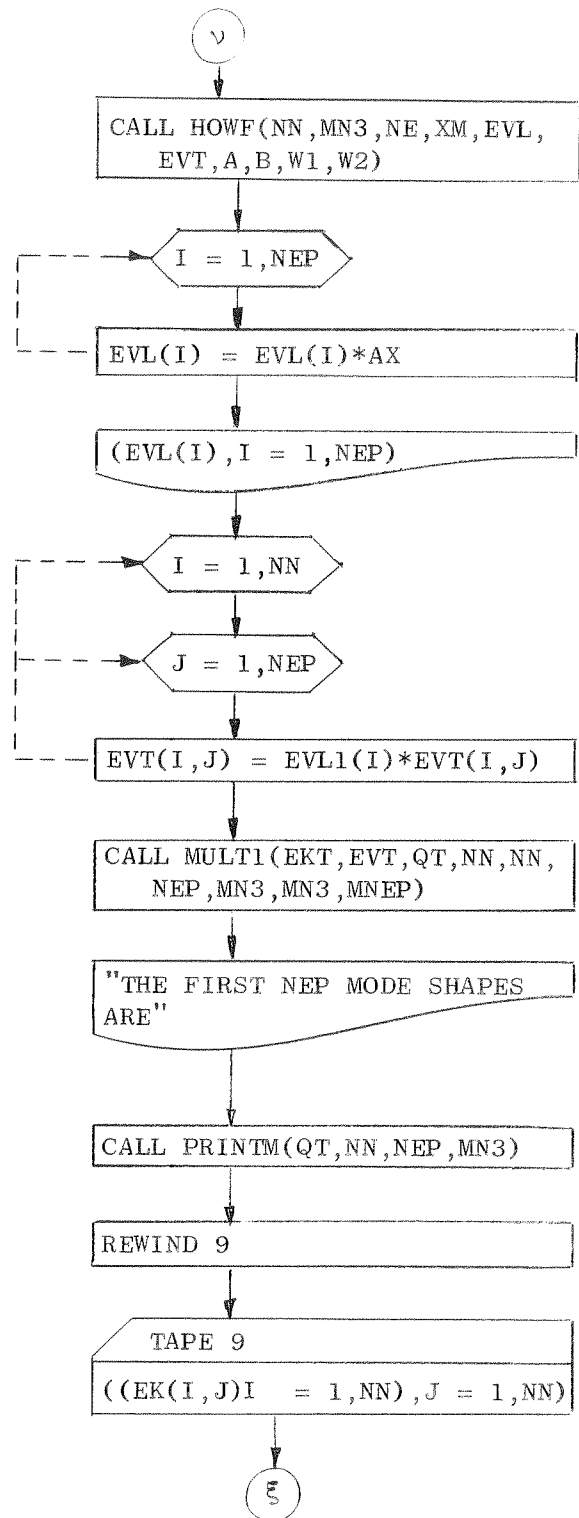 ν
CALL HOWF(NN,MN3,NE,XM,EVL,
EVT,A,B,W1,W2)
I = 1,NEP
EVL(I) = EVL(I)*AX
(EVL(I),I = 1,NEP)
I = 1,NN
J = 1,NEP
EVT(I,J) = EVL1(I)*EVT(I,J)
CALL MULT1(EKT,EVT,QT,NN,NN,
NEP,MN3,MN3,MNEP)
"THE FIRST NEP MODE SHAPES
ARE"
CALL PRINTM(QT,NN,NEP,MN3)
REWIND 9
TAPE 9
((EK(I,J)I = 1,NN),J = 1,NN)
ξ